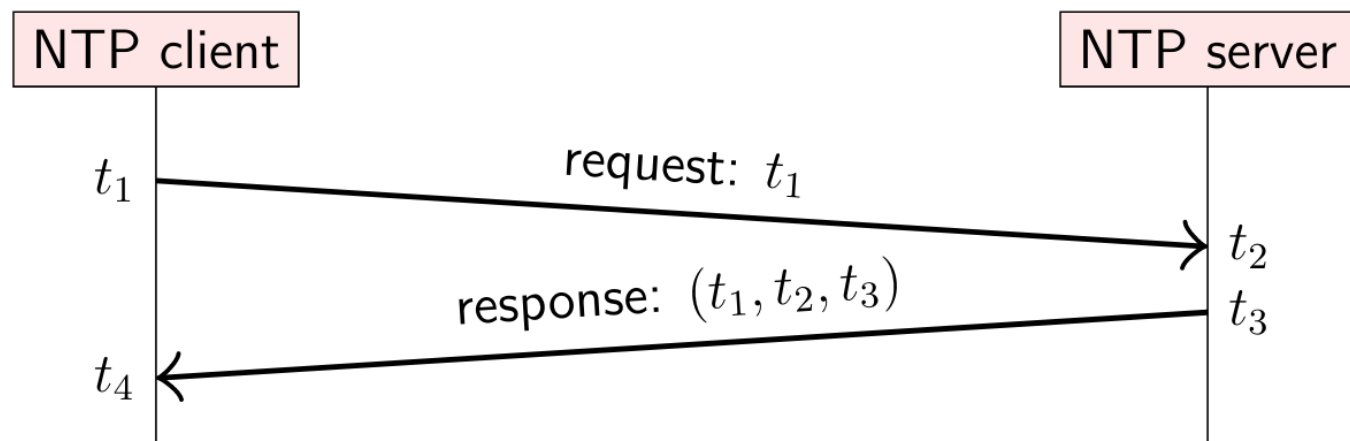 NTP client
NTP server
t₁
request: t₁
t₂
response: (t₁, t₂, t₃)
t₃
t₄